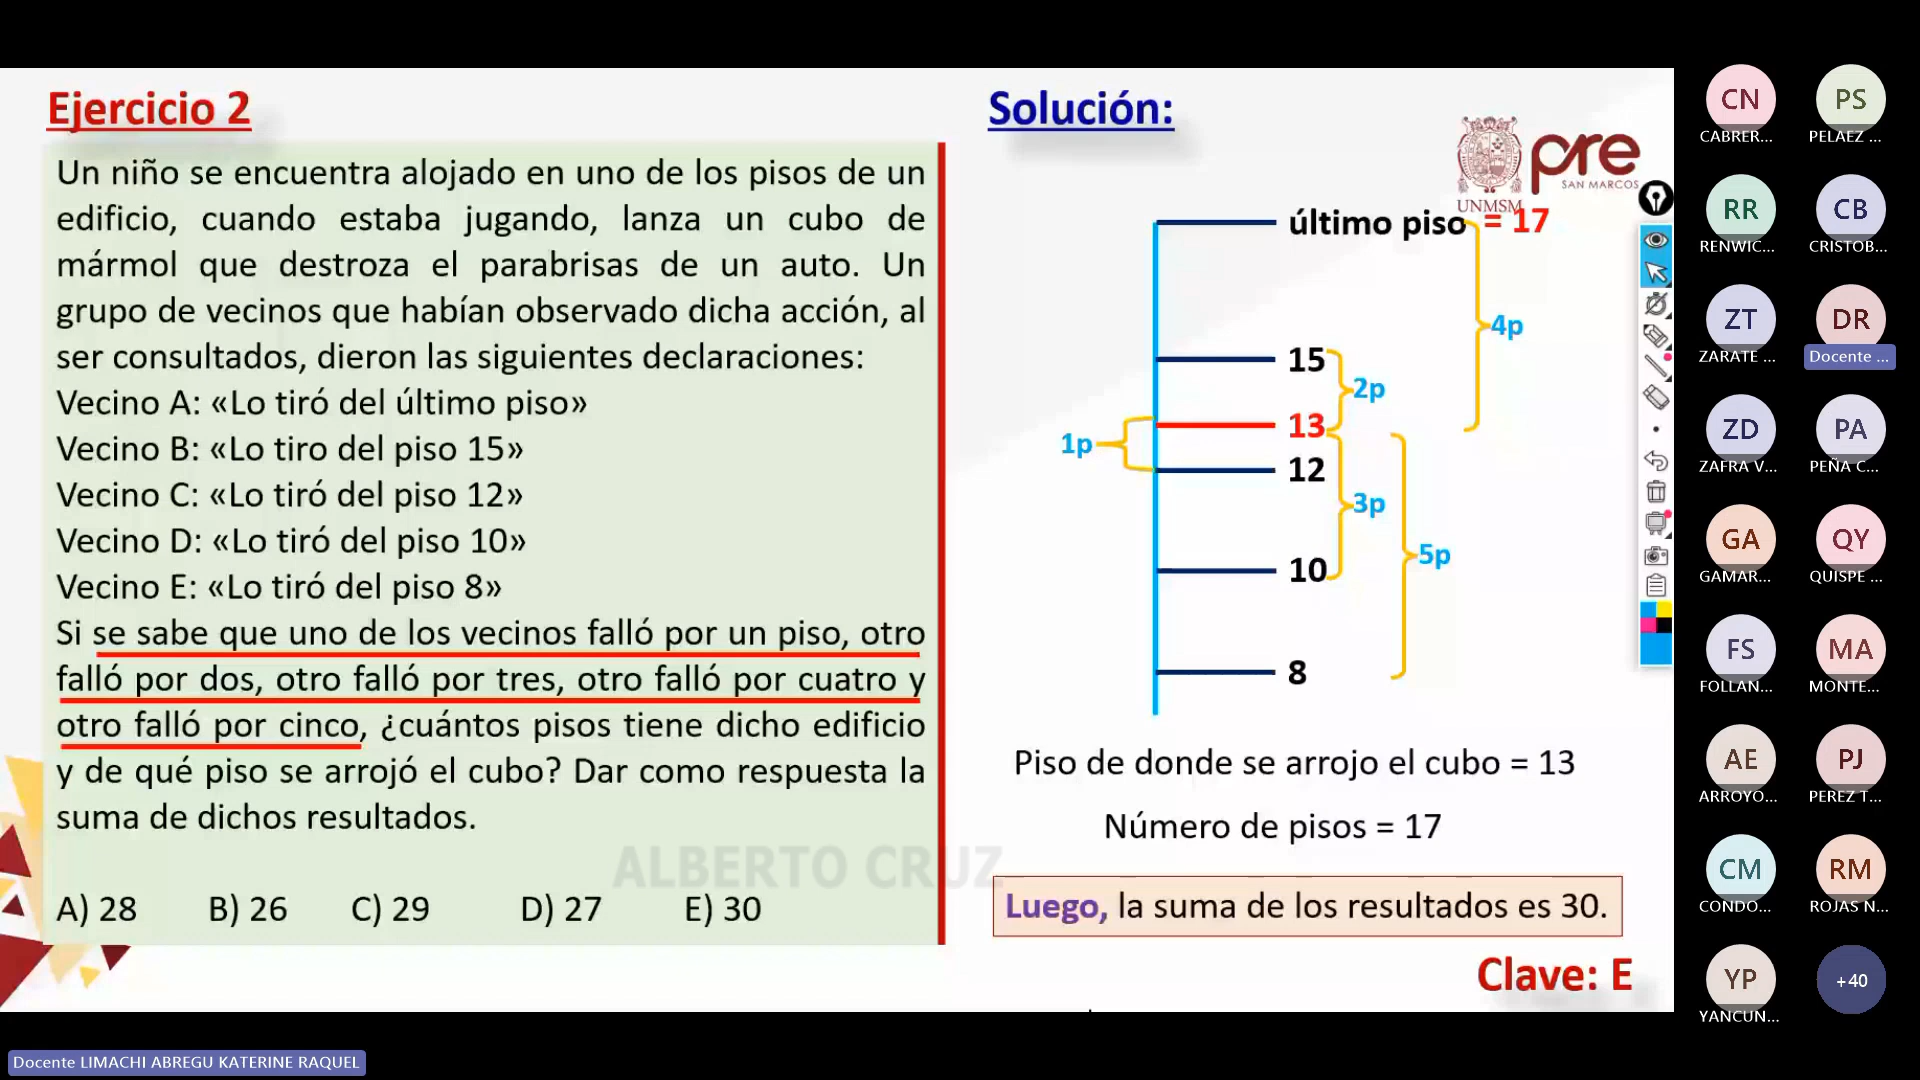 Ejercicio 2
Un niño se encuentra alojado en uno de los pisos de un
edificio, cuando estaba jugando, lanza un cubo de
mármol que destroza el parabrisas de un auto. Un
grupo de vecinos que habían observado dicha acción, al
ser consultados, dieron las siguientes declaraciones:
Vecino A: «Lo tiró del último piso»
Vecino B: «Lo tiro del piso 15»
Vecino C: «Lo tiró del piso 12»
Vecino D: «Lo tiró del piso 10»
Vecino E: «Lo tiró del piso 8»
Si se sabe que uno de los vecinos falló por un piso, otro
falló por dos, otro falló por tres, otro falló por cuatro y
otro falló por cinco, ¿cuántos pisos tiene dicho edificio
y de qué piso se arrojó el cubo? Dar como respuesta la
suma de dichos resultados.
A) 28 B) 26 C) 29 D) 27 E) 30
ALBERTO CRUZ
Solución:
UNMSM
pre
SAN MARCOS
último piso = 17
4p
15
2p
13
1p
12
3p
5p
10
8
Piso de donde se arrojo el cubo = 13
Número de pisos = 17
Luego, la suma de los resultados es 30.
Clave: E
CN PS
CABRER... PELAEZ ...
RR CB
RENWIC... CRISTOB...
ZT DR
ZARATE ... Docente ...
ZD PA
ZAFRA V... PEÑA C...
GA QY
GAMAR... QUISPE ...
FS MA
FOLLAN... MONTE...
AE PJ
ARROYO... PEREZ T...
CM RM
CONDO... ROJAS N...
YP +40
YANCUN...
Docente LIMACHI ABREGU KATERINE RAQUEL